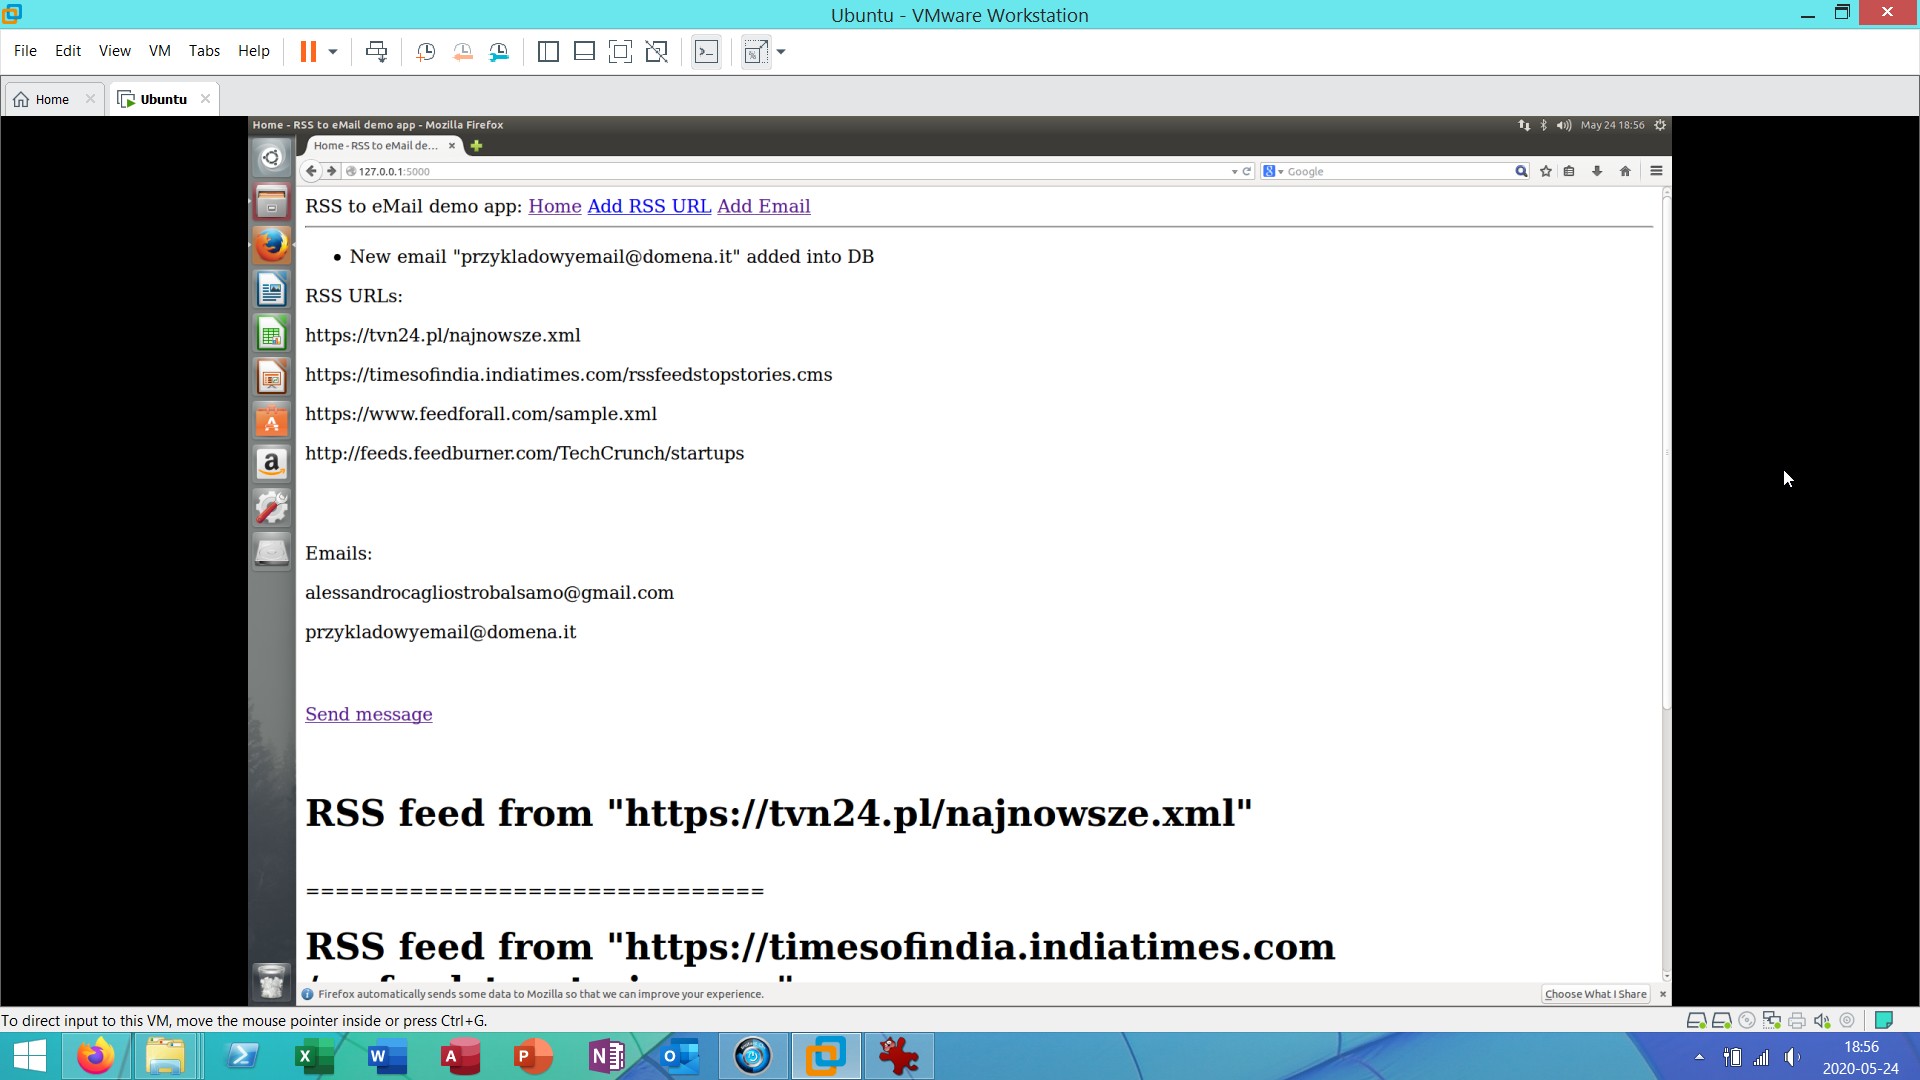 Ubuntu - VMware Workstation
File Edit View VM Tabs Help
Home
Ubuntu
Home - RSS to eMail demo app - Mozilla Firefox
May 24 18:56
Home - RSS to eMail de...
127.0.0.1:5000
Google
RSS to eMail demo app: Home Add RSS URL Add Email
• New email "przykladowyemail@domena.it" added into DB
RSS URLs:
https://tvn24.pl/najnowsze.xml
https://timesofindia.indiatimes.com/rssfeedstopstories.cms
https://www.feedforall.com/sample.xml
http://feeds.feedburner.com/TechCrunch/startups
Emails:
alessandrocagliostrobalsamo@gmail.com
przykladowyemail@domena.it
Send message
RSS feed from "https://tvn24.pl/najnowsze.xml"
===============================
RSS feed from "https://timesofindia.indiatimes.com
Firefox automatically sends some data to Mozilla so that we can improve your experience.
Choose What I Share
To direct input to this VM, move the mouse pointer inside or press Ctrl+G.
18:56
2020-05-24